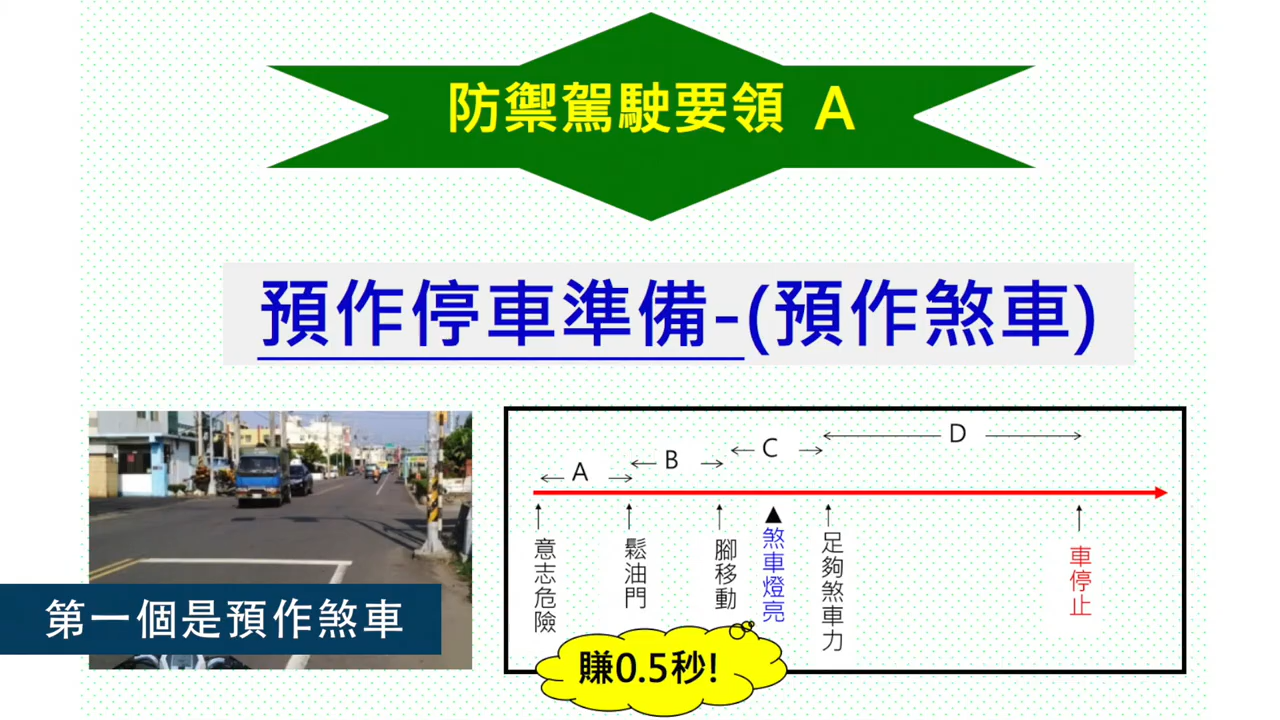 防禦駕駛要領 A
預作停車準備-(預作煞車)
A
B
C
D
意志危險
鬆油門
腳移動
煞車燈亮
足夠煞車力
車停止
第一個是預作煞車
賺0.5秒!